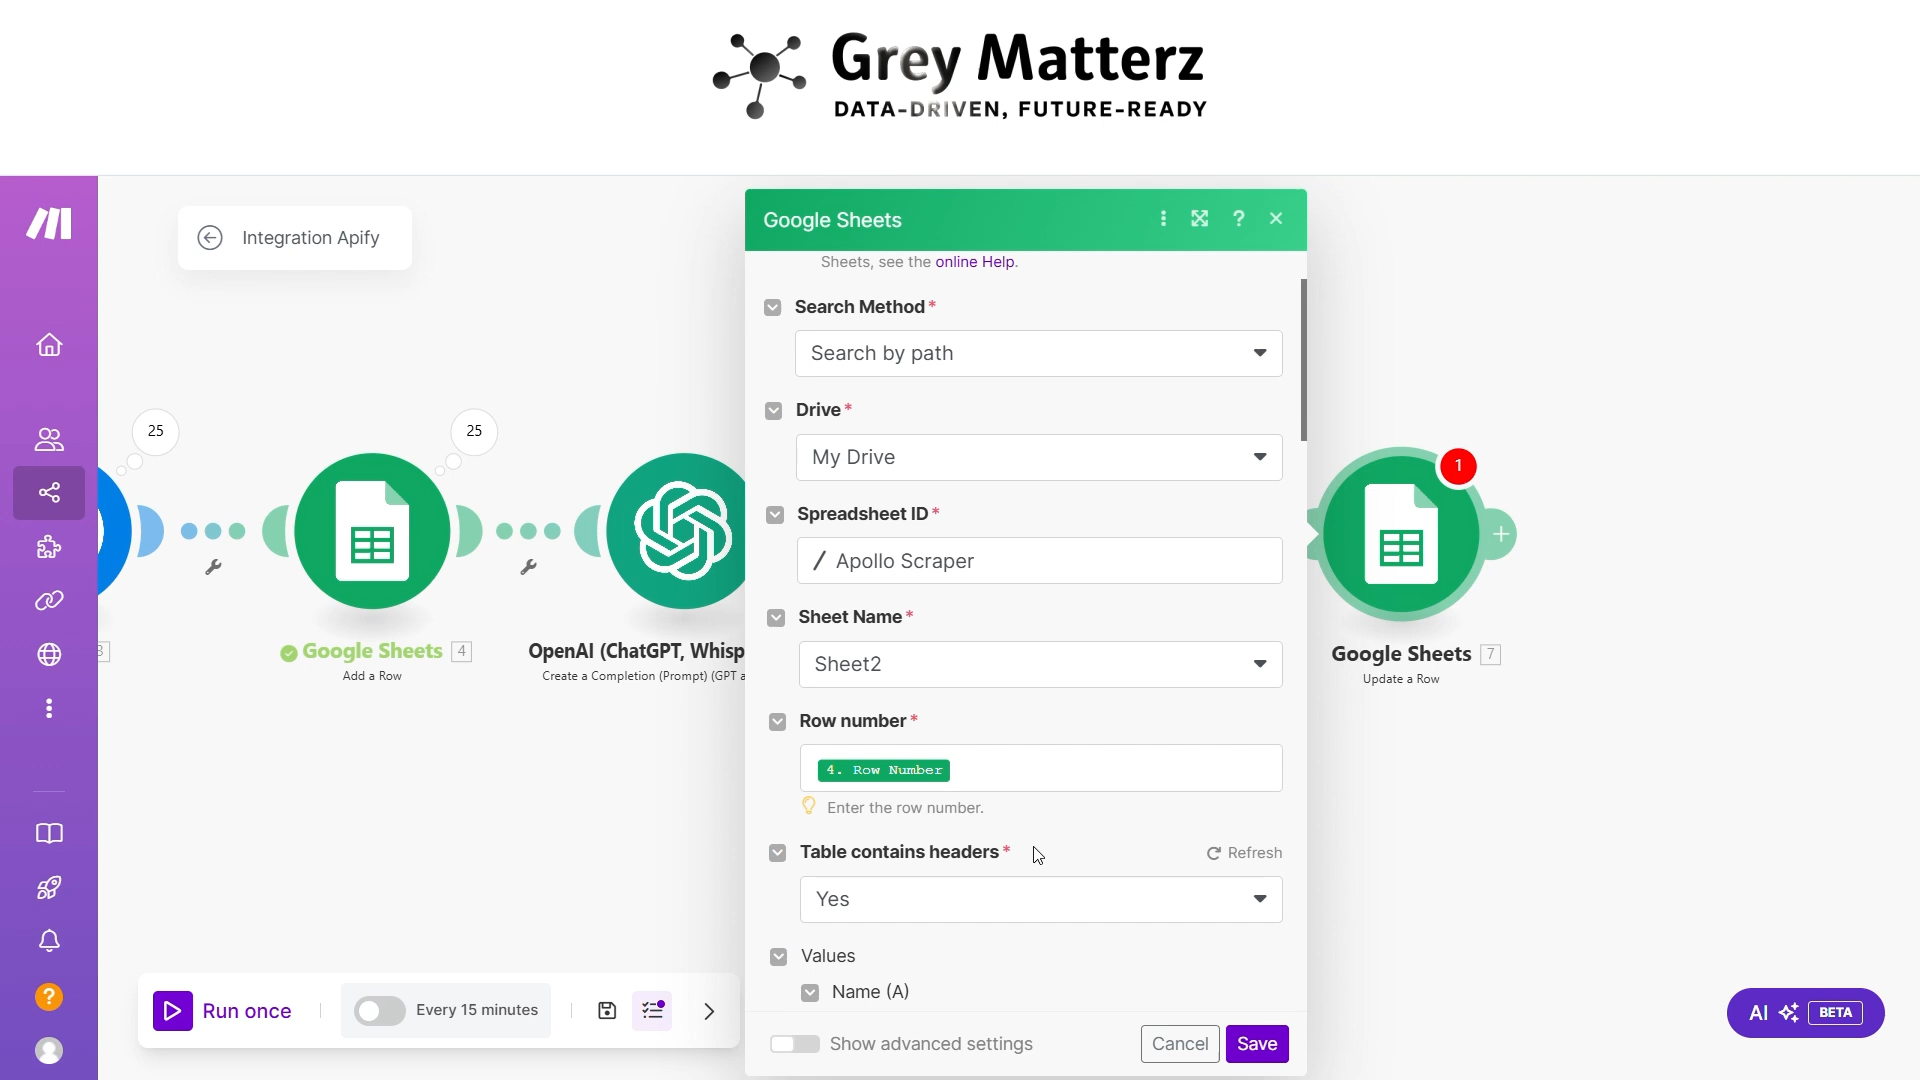 Grey Matterz
DATA-DRIVEN, FUTURE-READY
Integration Apify
Google Sheets
?
Sheets, see the online Help.
Search Method *
Search by path
Drive *
My Drive
Spreadsheet ID *
/ Apollo Scraper
Sheet Name *
Sheet2
Row number *
4. Row Number
Enter the row number.
Table contains headers *
Refresh
Yes
Values
Name (A)
Show advanced settings
Cancel
Save
25
25
1
3
Google Sheets 4
Add a Row
OpenAI (ChatGPT, Whisp
Create a Completion (Prompt) (GPT a
Google Sheets 7
Update a Row
?
Run once
Every 15 minutes
AI BETA